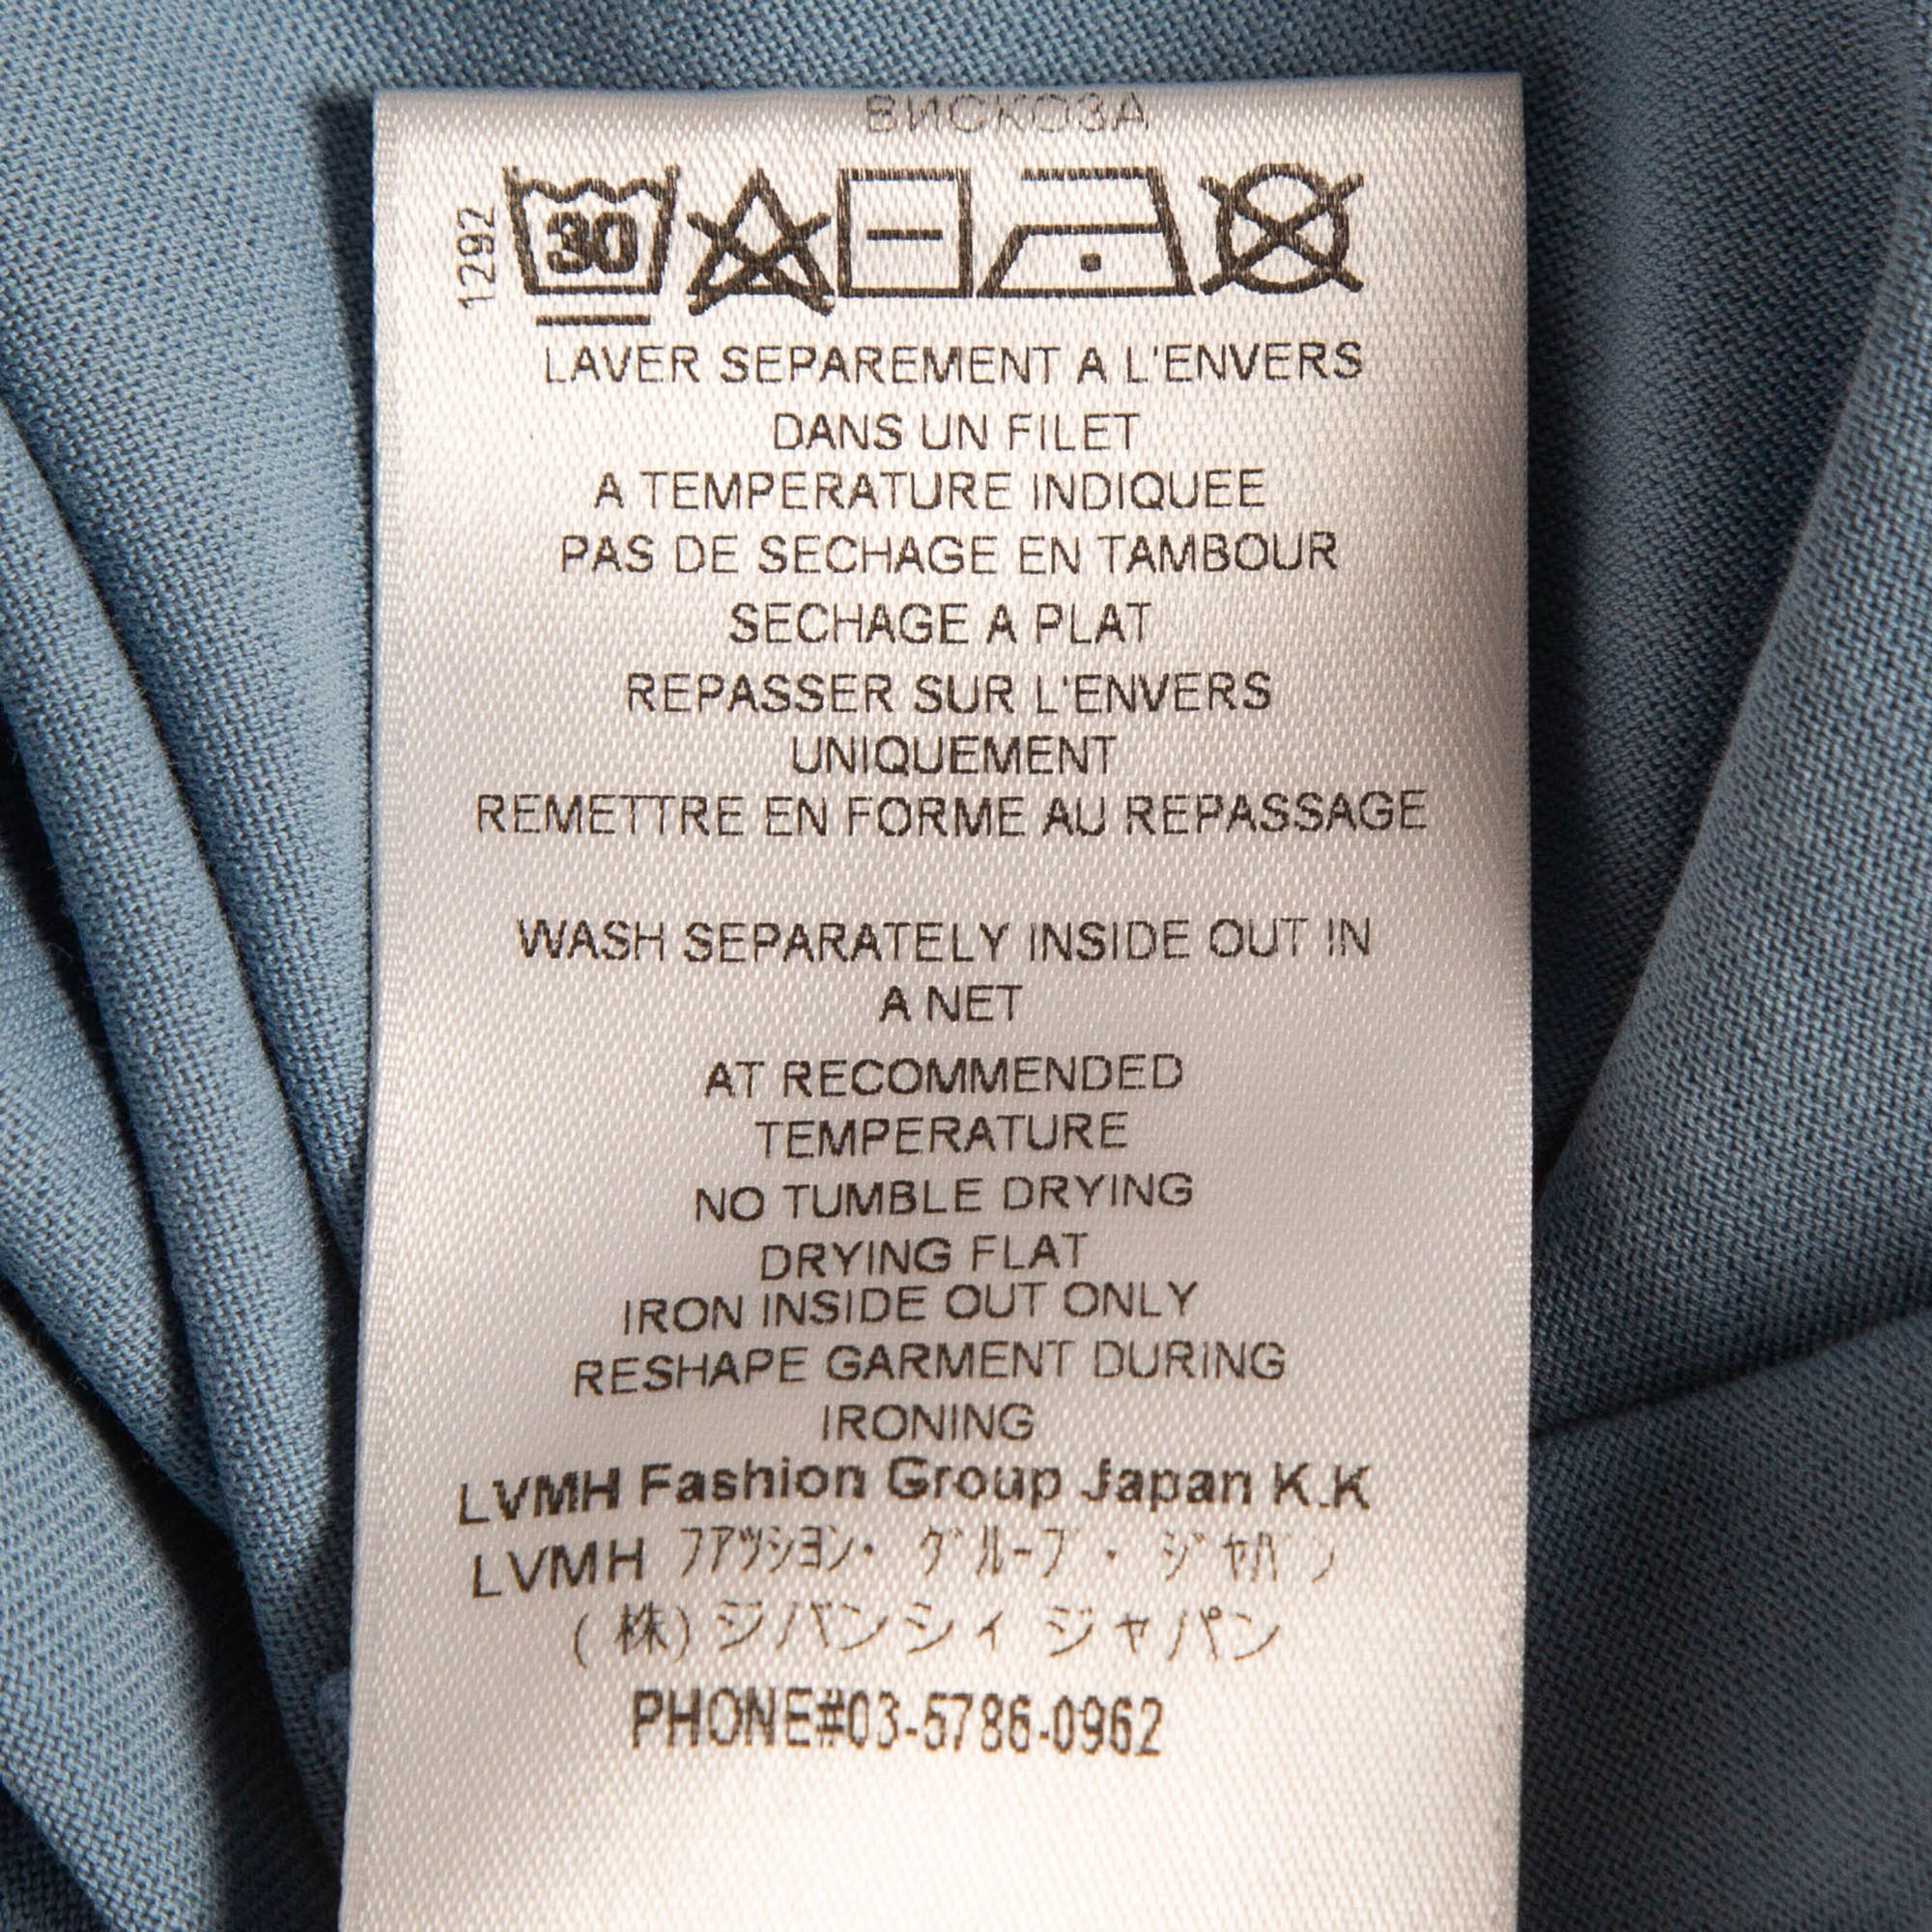 ВИСКОЗА
1292
30
LAVER SEPAREMENT A L'ENVERS
DANS UN FILET
A TEMPERATURE INDIQUEE
PAS DE SECHAGE EN TAMBOUR
SECHAGE A PLAT
REPASSER SUR L'ENVERS
UNIQUEMENT
REMETTRE EN FORME AU REPASSAGE
WASH SEPARATELY INSIDE OUT IN
A NET
AT RECOMMENDED
TEMPERATURE
NO TUMBLE DRYING
DRYING FLAT
IRON INSIDE OUT ONLY
RESHAPE GARMENT DURING
IRONING
LVMH Fashion Group Japan K.K
LVMH ﾌｱﾂｼﾖﾝ・ ｸﾞﾙｰﾌﾟ ・ ｼﾞｬﾊﾟﾝ
(株)ジバンシィ ジャパン
PHONE#03-5786-0962